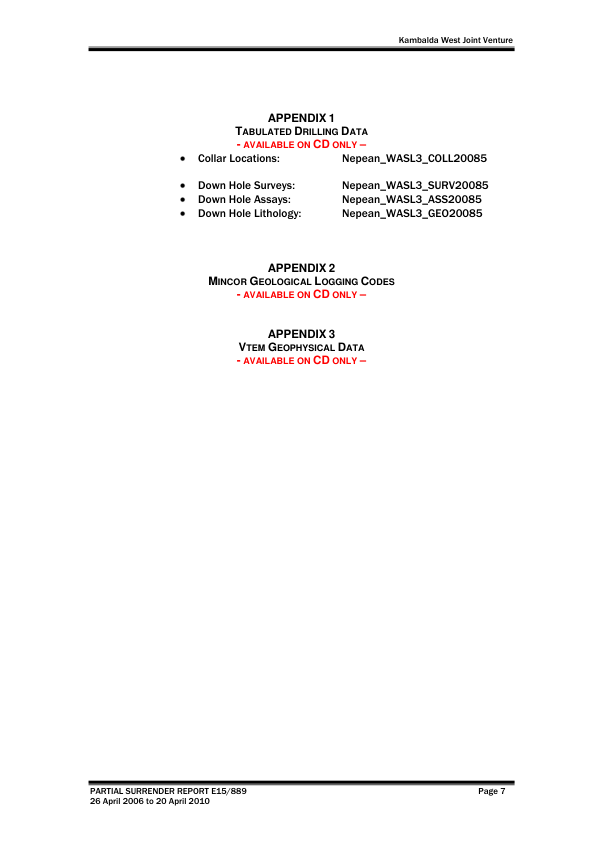 Kambalda West Joint Venture
APPENDIX 1
TABULATED DRILLING DATA
- AVAILABLE ON CD ONLY –
• Collar Locations: Nepean_WASL3_COLL20085
• Down Hole Surveys: Nepean_WASL3_SURV20085
• Down Hole Assays: Nepean_WASL3_ASS20085
• Down Hole Lithology: Nepean_WASL3_GEO20085
APPENDIX 2
MINCOR GEOLOGICAL LOGGING CODES
- AVAILABLE ON CD ONLY –
APPENDIX 3
VTEM GEOPHYSICAL DATA
- AVAILABLE ON CD ONLY –
PARTIAL SURRENDER REPORT E15/889 Page 7
26 April 2006 to 20 April 2010